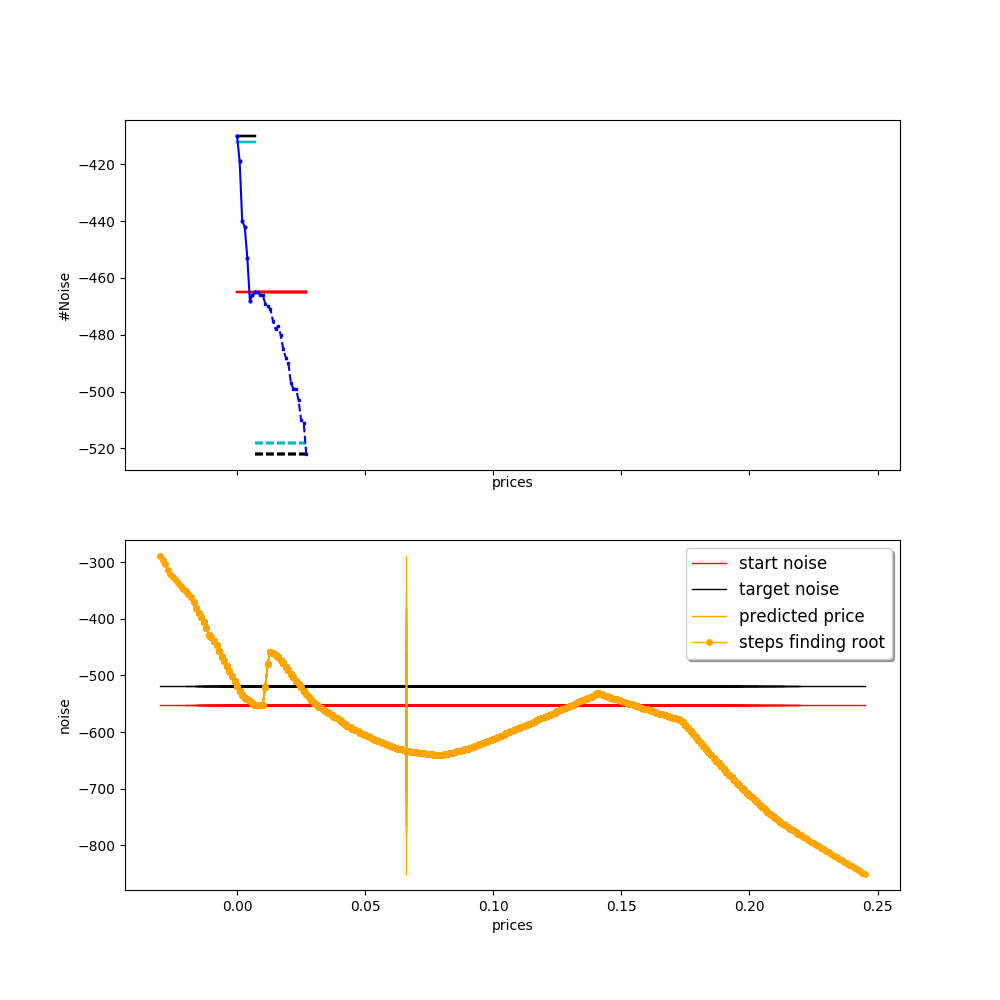 −420
−440
−460
−480
−500
−520
#Noise
prices
−300
−400
−500
−600
−700
−800
noise
start noise
target noise
predicted price
steps finding root
0.00 0.05 0.10 0.15 0.20 0.25
prices